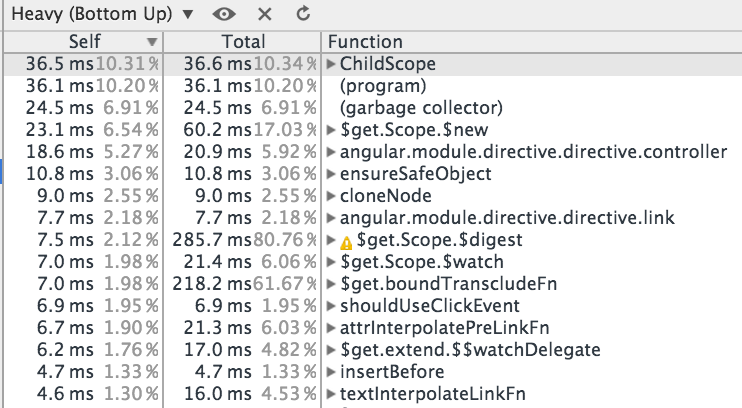 Heavy (Bottom Up) ▼
Self ▼ Total Function
36.5 ms 10.31% 36.6 ms 10.34% ▶ ChildScope
36.1 ms 10.20% 36.1 ms 10.20% (program)
24.5 ms 6.91% 24.5 ms 6.91% (garbage collector)
23.1 ms 6.54% 60.2 ms 17.03% ▶ $get.Scope.$new
18.6 ms 5.27% 20.9 ms 5.92% ▶ angular.module.directive.directive.controller
10.8 ms 3.06% 10.8 ms 3.06% ▶ ensureSafeObject
9.0 ms 2.55% 9.0 ms 2.55% ▶ cloneNode
7.7 ms 2.18% 7.7 ms 2.18% ▶ angular.module.directive.directive.link
7.5 ms 2.12% 285.7 ms 80.76% ▶ $get.Scope.$digest
7.0 ms 1.98% 21.4 ms 6.06% ▶ $get.Scope.$watch
7.0 ms 1.98% 218.2 ms 61.67% ▶ $get.boundTranscludeFn
6.9 ms 1.95% 6.9 ms 1.95% ▶ shouldUseClickEvent
6.7 ms 1.90% 21.3 ms 6.03% ▶ attrInterpolatePreLinkFn
6.2 ms 1.76% 17.0 ms 4.82% ▶ $get.extend.$$watchDelegate
4.7 ms 1.33% 4.7 ms 1.33% ▶ insertBefore
4.6 ms 1.30% 16.0 ms 4.53% ▶ textInterpolateLinkFn